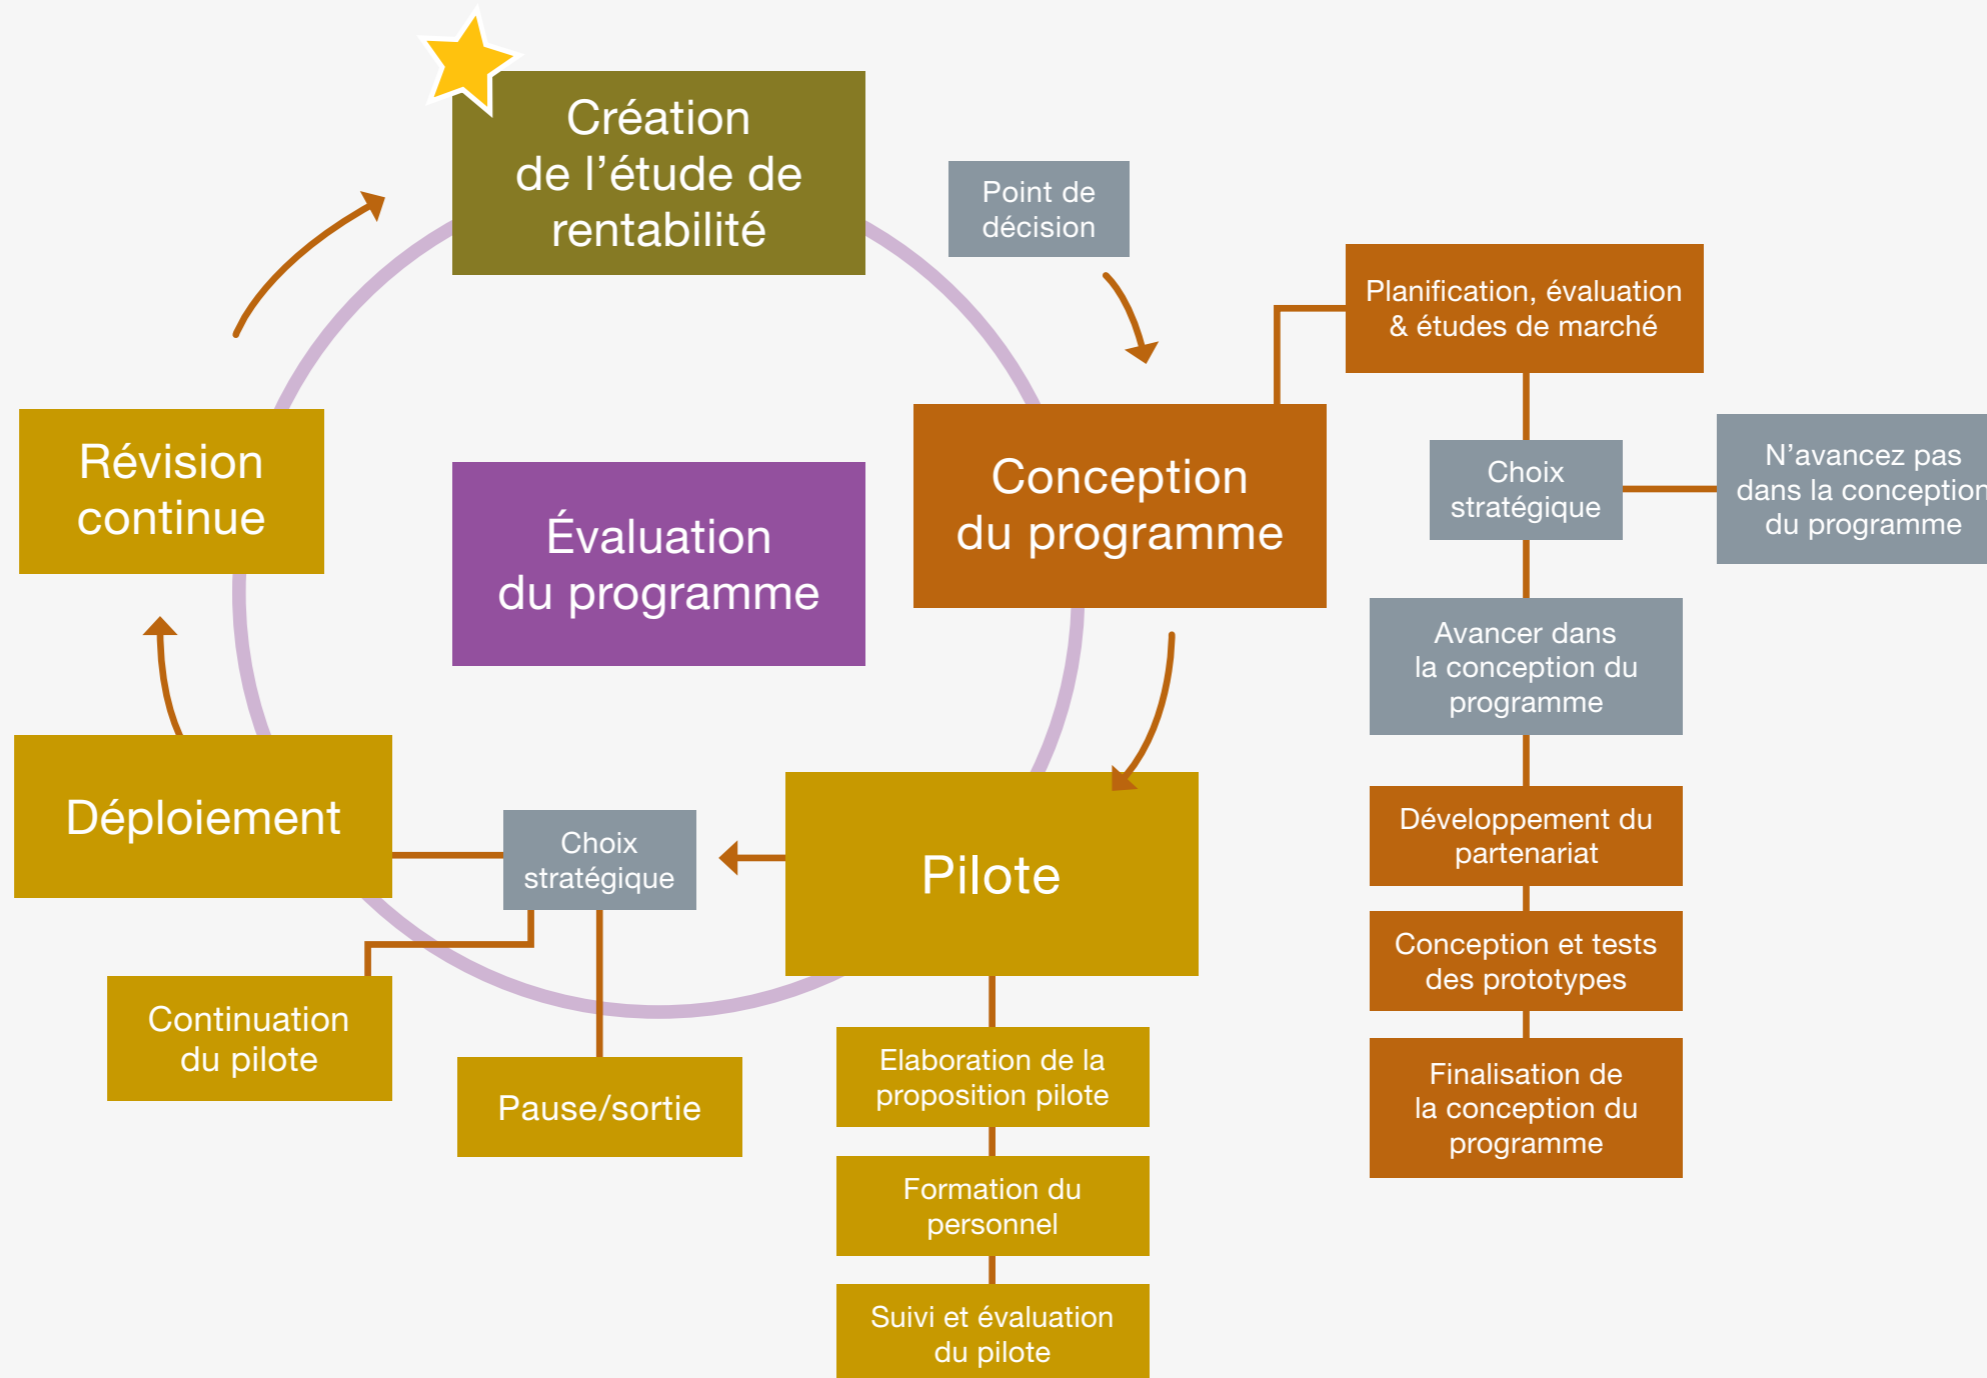 Création
de l’étude de
rentabilité
Point de
décision
Planification, évaluation
& études de marché
Conception
du programme
Choix
stratégique
N’avancez pas
dans la conception
du programme
Avancer dans
la conception du
programme
Développement du
partenariat
Conception et tests
des prototypes
Finalisation de
la conception du
programme
Révision
continue
Évaluation
du programme
Déploiement
Choix
stratégique
Pilote
Continuation
du pilote
Pause/sortie
Elaboration de la
proposition pilote
Formation du
personnel
Suivi et évaluation
du pilote